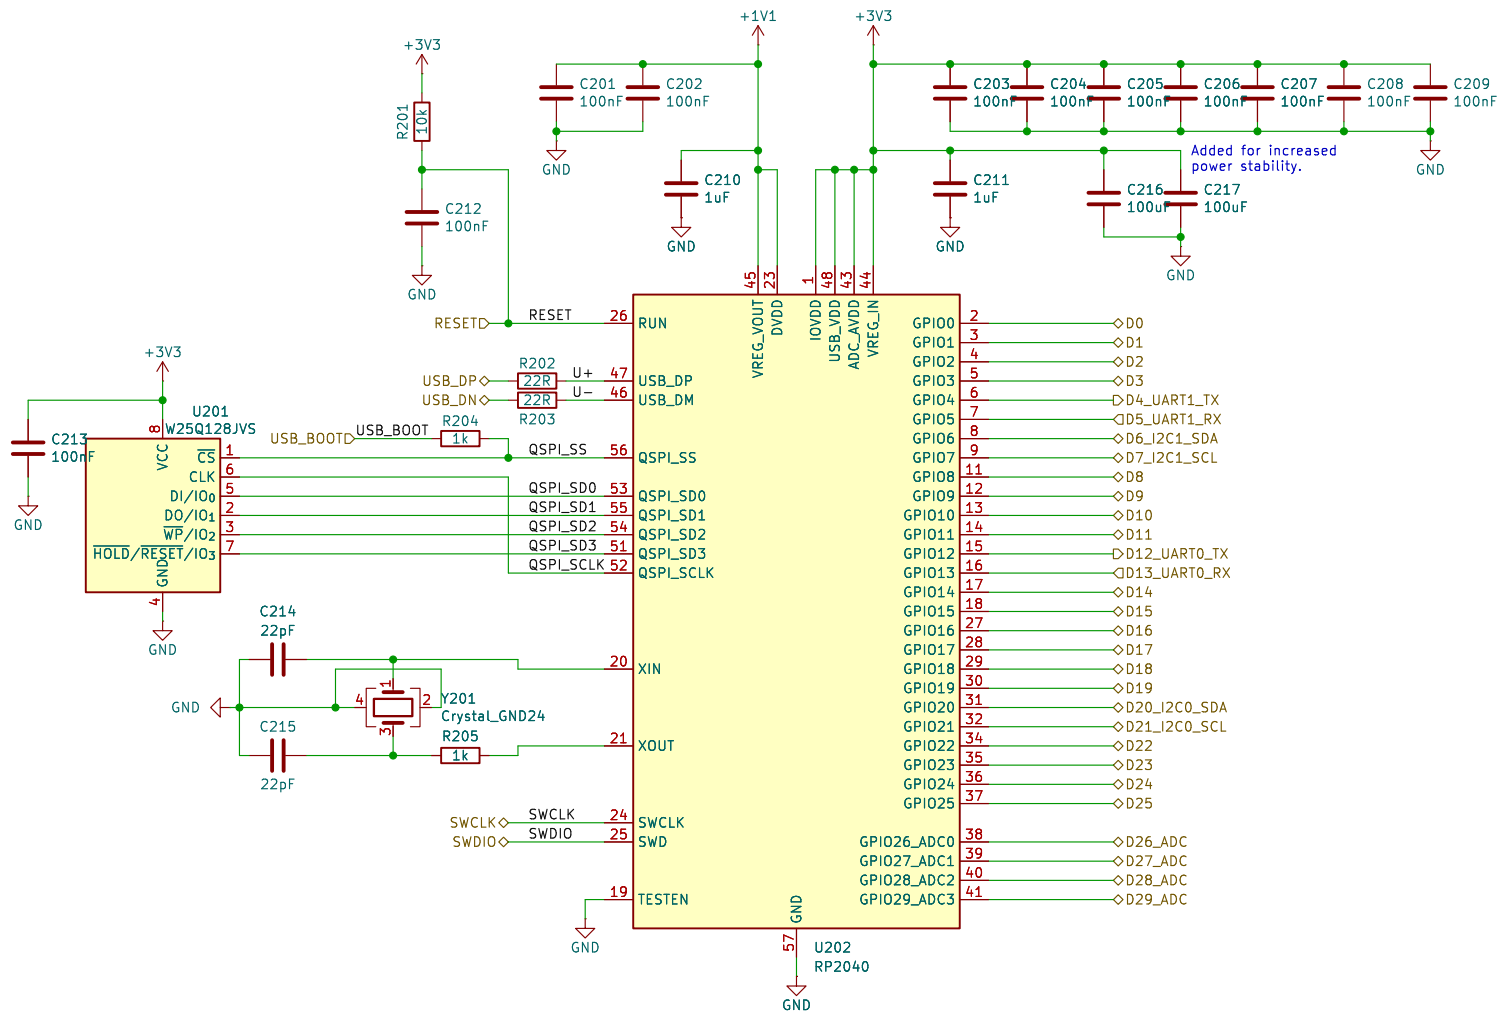 +1V1
+3V3
+3V3
C201
100nF
C202
100nF
C203
100nF
C204
100nF
C205
100nF
C206
100nF
C207
100nF
C208
100nF
C209
100nF
R201
10k
GND
GND
Added for increased
power stability.
C210
1uF
C211
1uF
C216
100uF
C217
100uF
C212
100nF
GND
GND
GND
GND
45
23
1
48
43
44
VREG_VOUT
DVDD
IOVDD
USB_VDD
ADC_AVDD
VREG_IN
RESET
RESET
26
RUN
USB_DP
R202
22R
U+
47
USB_DP
USB_DN
22R
R203
U-
46
USB_DM
USB_BOOT
USB_BOOT
R204
1k
+3V3
C213
100nF
GND
U201
W25Q128JVS
8
VCC
CS
1
CLK
6
DI/IO0
5
DO/IO1
2
WP/IO2
3
HOLD/RESET/IO3
7
GND
4
GND
QSPI_SS
56
QSPI_SS
QSPI_SD0
53
QSPI_SD0
QSPI_SD1
55
QSPI_SD1
QSPI_SD2
54
QSPI_SD2
QSPI_SD3
51
QSPI_SD3
QSPI_SCLK
52
QSPI_SCLK
C214
22pF
GND
1
4
2
3
Y201
Crystal_GND24
C215
22pF
R205
1k
20
XIN
21
XOUT
SWCLK
SWCLK
24
SWCLK
SWDIO
SWDIO
25
SWD
19
TESTEN
GND
GND
57
GND
U202
RP2040
GPIO0
2
D0
GPIO1
3
D1
GPIO2
4
D2
GPIO3
5
D3
GPIO4
6
D4_UART1_TX
GPIO5
7
D5_UART1_RX
GPIO6
8
D6_I2C1_SDA
GPIO7
9
D7_I2C1_SCL
GPIO8
11
D8
GPIO9
12
D9
GPIO10
13
D10
GPIO11
14
D11
GPIO12
15
D12_UART0_TX
GPIO13
16
D13_UART0_RX
GPIO14
17
D14
GPIO15
18
D15
GPIO16
27
D16
GPIO17
28
D17
GPIO18
29
D18
GPIO19
30
D19
GPIO20
31
D20_I2C0_SDA
GPIO21
32
D21_I2C0_SCL
GPIO22
34
D22
GPIO23
35
D23
GPIO24
36
D24
GPIO25
37
D25
GPIO26_ADC0
38
D26_ADC
GPIO27_ADC1
39
D27_ADC
GPIO28_ADC2
40
D28_ADC
GPIO29_ADC3
41
D29_ADC